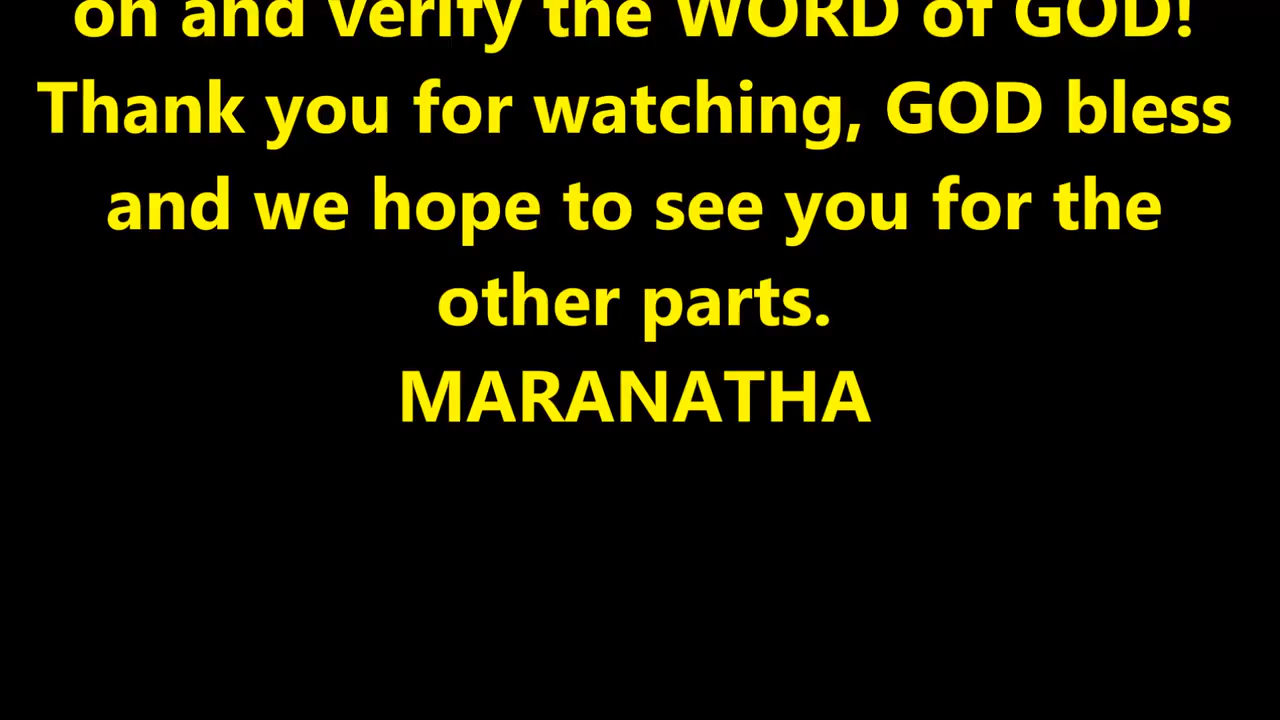 on and verify the WORD of GOD!
Thank you for watching, GOD bless
and we hope to see you for the
other parts.
MARANATHA